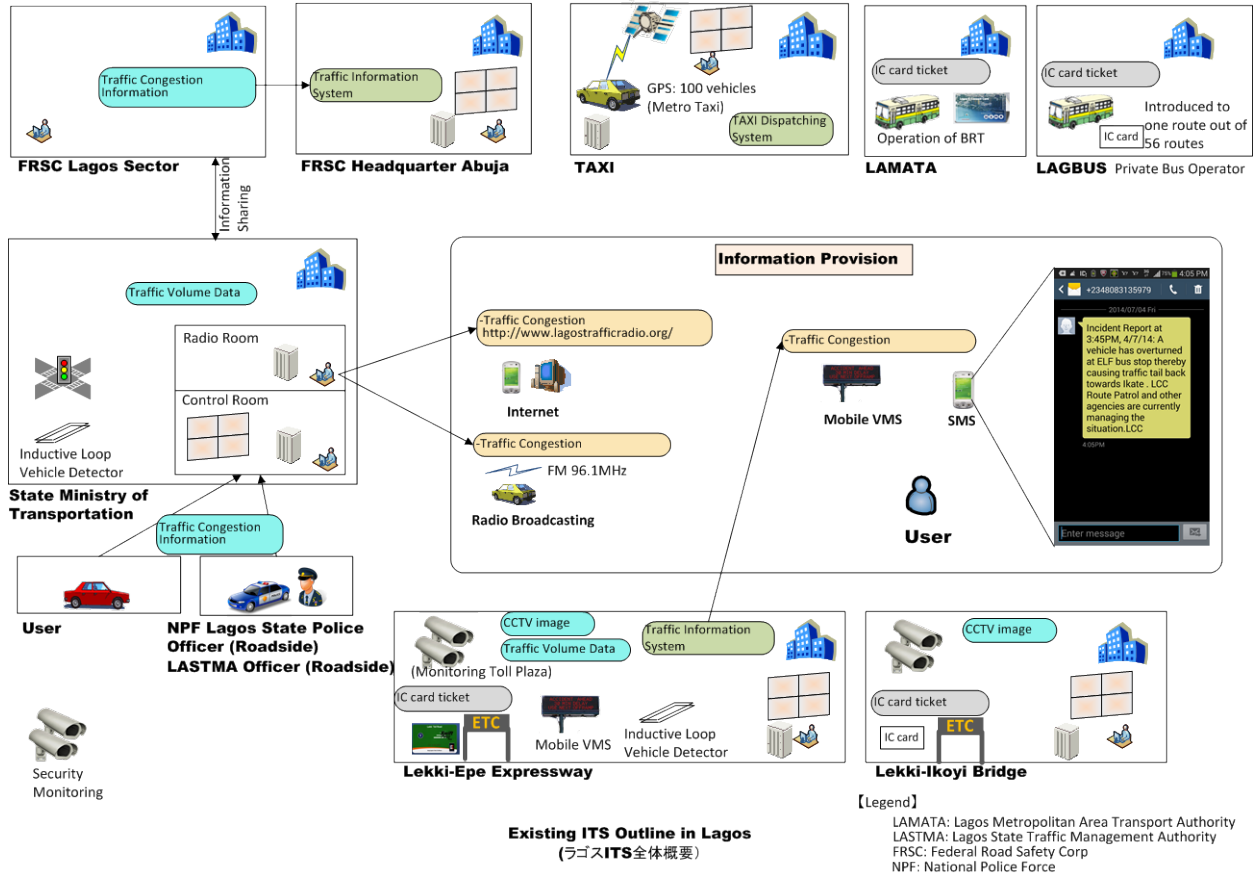 Traffic Congestion
Information
FRSC Lagos Sector
Traffic Information
System
FRSC Headquarter Abuja
GPS: 100 vehicles
(Metro Taxi)
TAXI Dispatching
System
TAXI
IC card ticket
Operation of BRT
LAMATA
IC card ticket
IC card
Introduced to
one route out of
56 routes
LAGBUS Private Bus Operator
Information
Sharing
Traffic Volume Data
Radio Room
Control Room
Inductive Loop
Vehicle Detector
State Ministry of
Transportation
Traffic Congestion
Information
User
NPF Lagos State Police
Officer (Roadside)
LASTMA Officer (Roadside)
Information Provision
-Traffic Congestion
http://www.lagostrafficradio.org/
Internet
-Traffic Congestion
FM 96.1MHz
Radio Broadcasting
-Traffic Congestion
Mobile VMS
SMS
User
4:05 PM
+2348083135979
2014/07/04 Fri
Incident Report at
3:45PM, 4/7/14: A
vehicle has overturned
at ELF bus stop thereby
causing traffic tail back
towards Ikate . LCC
Route Patrol and other
agencies are currently
managing the
situation.LCC
4:05PM
Enter message
CCTV image
Traffic Volume Data
(Monitoring Toll Plaza)
Traffic Information
System
IC card ticket
ETC
Mobile VMS
Inductive Loop
Vehicle Detector
Lekki-Epe Expressway
CCTV image
IC card ticket
IC card
ETC
Lekki-Ikoyi Bridge
Security
Monitoring
Existing ITS Outline in Lagos
(ラゴスITS全体概要）
【Legend】
LAMATA: Lagos Metropolitan Area Transport Authority
LASTMA: Lagos State Traffic Management Authority
FRSC: Federal Road Safety Corp
NPF: National Police Force